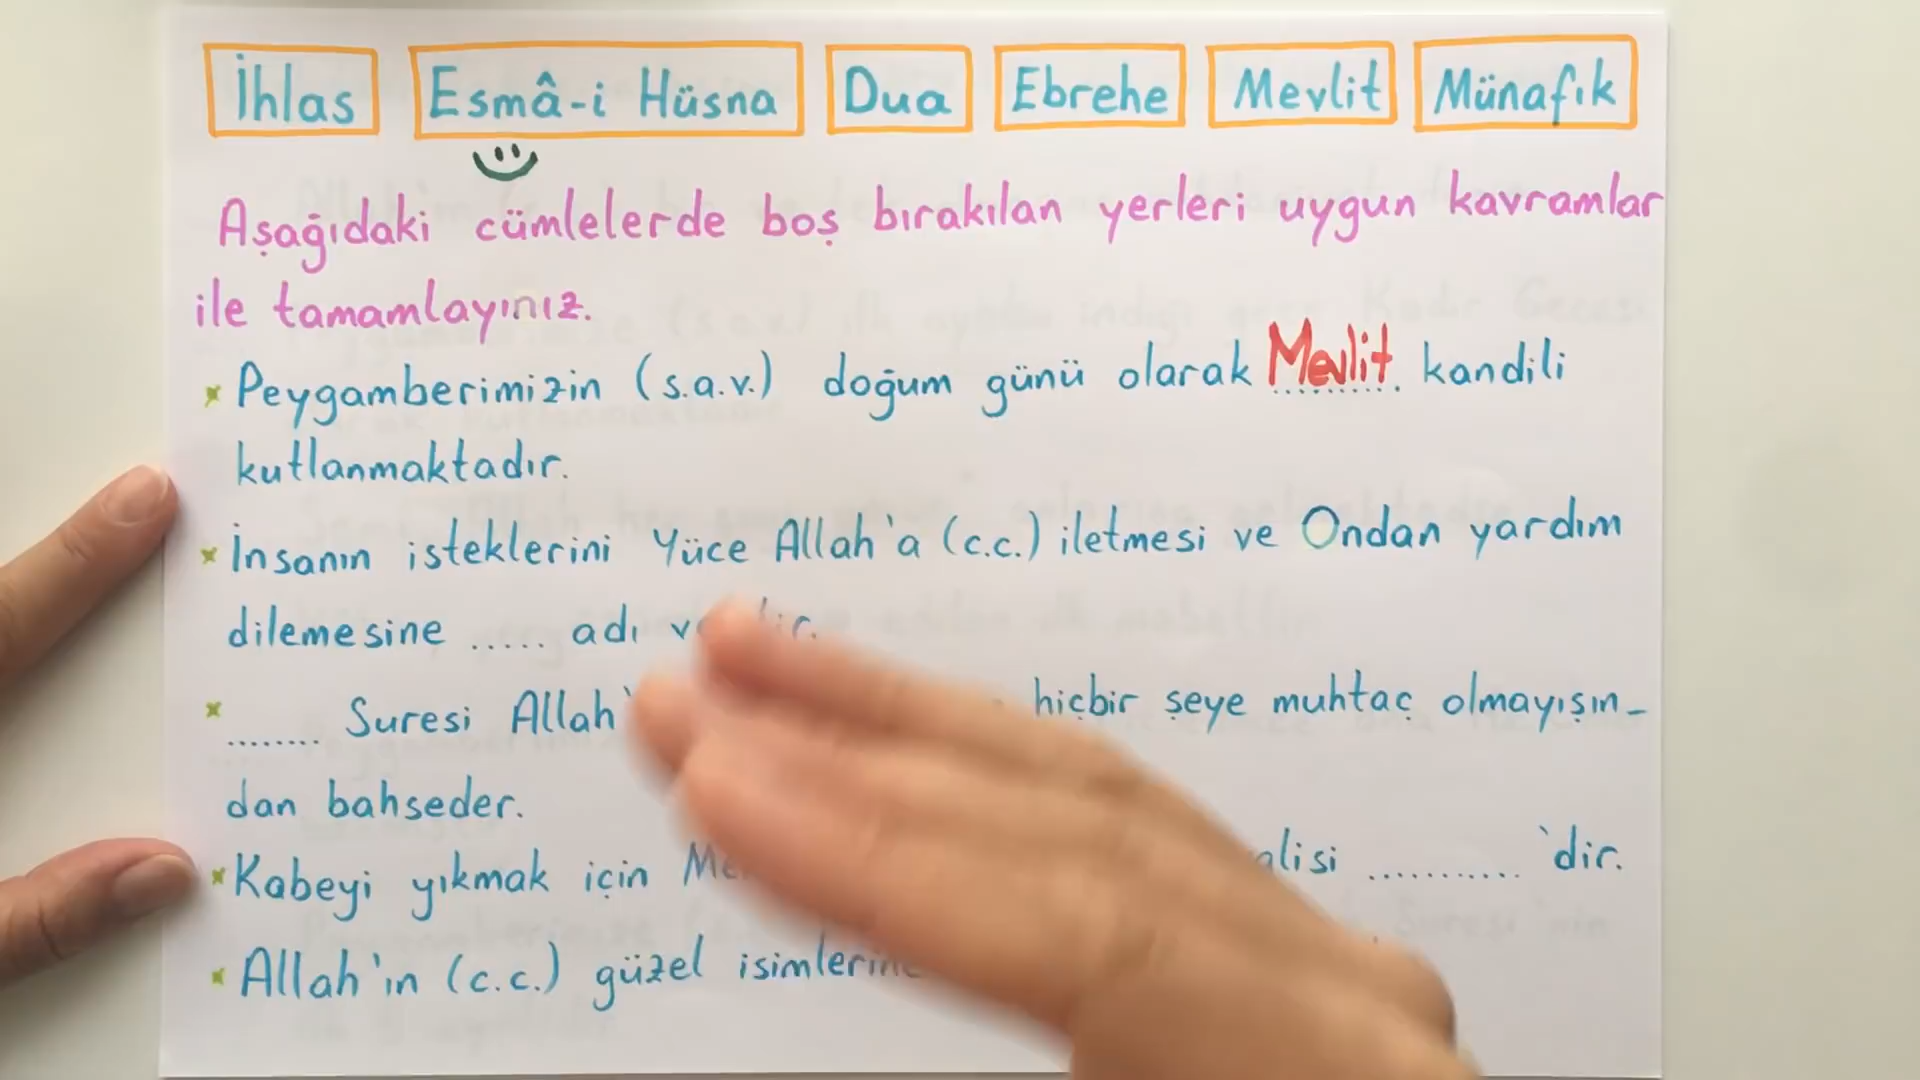 İhlas Esmâ-i Hüsna Dua Ebrehe Mevlit Münafık
Aşağıdaki cümlelerde boş bırakılan yerleri uygun kavramlar
ile tamamlayınız.
* Peygamberimizin (s.a.v.) doğum günü olarak Mevlit kandili
kutlanmaktadır.
* İnsanın isteklerini Yüce Allah'a (c.c.) iletmesi ve Ondan yardım
dilemesine ..... adı
* ........ Suresi Allah' hiçbir şeye muhtaç olmayışın-
dan bahseder.
* Kabeyi yıkmak için ........... 'dir.
* Allah'ın (c.c.) güzel isimlerine